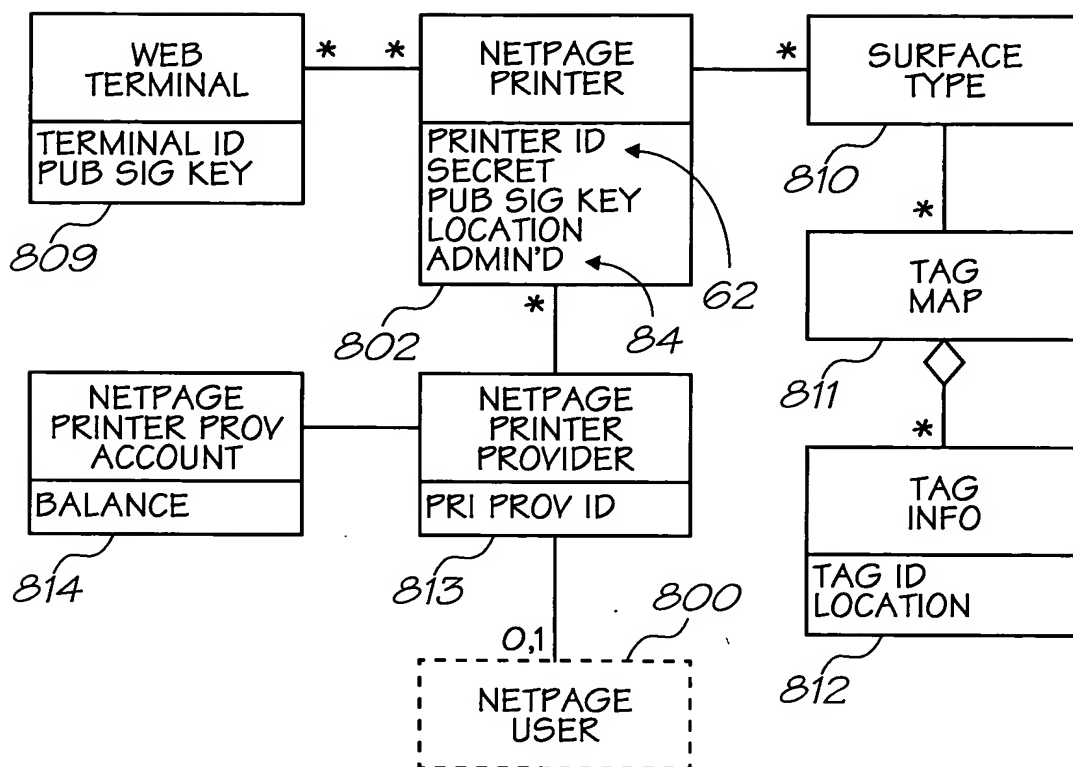 WEB
TERMINAL
TERMINAL ID
PUB SIG KEY
809
*
*
NETPAGE
PRINTER
PRINTER ID
SECRET
PUB SIG KEY
LOCATION
ADMIN'D
62
84
802
*
*
SURFACE
TYPE
810
*
TAG
MAP
811
*
TAG
INFO
TAG ID
LOCATION
812
NETPAGE
PRINTER PROV
ACCOUNT
BALANCE
814
NETPAGE
PRINTER
PROVIDER
PRI PROV ID
813
800
0,1
NETPAGE
USER